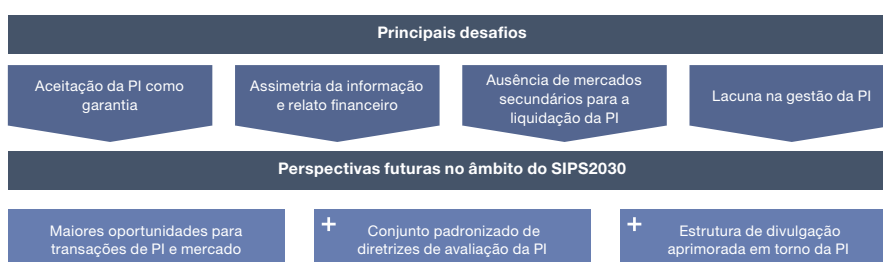 Principais desafios
Aceitação da PI como
garantia
Assimetria da informação
e relato financeiro
Ausência de mercados
secundários para a
liquidação da PI
Lacuna na gestão da PI
Perspectivas futuras no âmbito do SIPS2030
Maiores oportunidades para
transações de PI e mercado
+
Conjunto padronizado de
diretrizes de avaliação da PI
+
Estrutura de divulgação
aprimorada em torno da PI